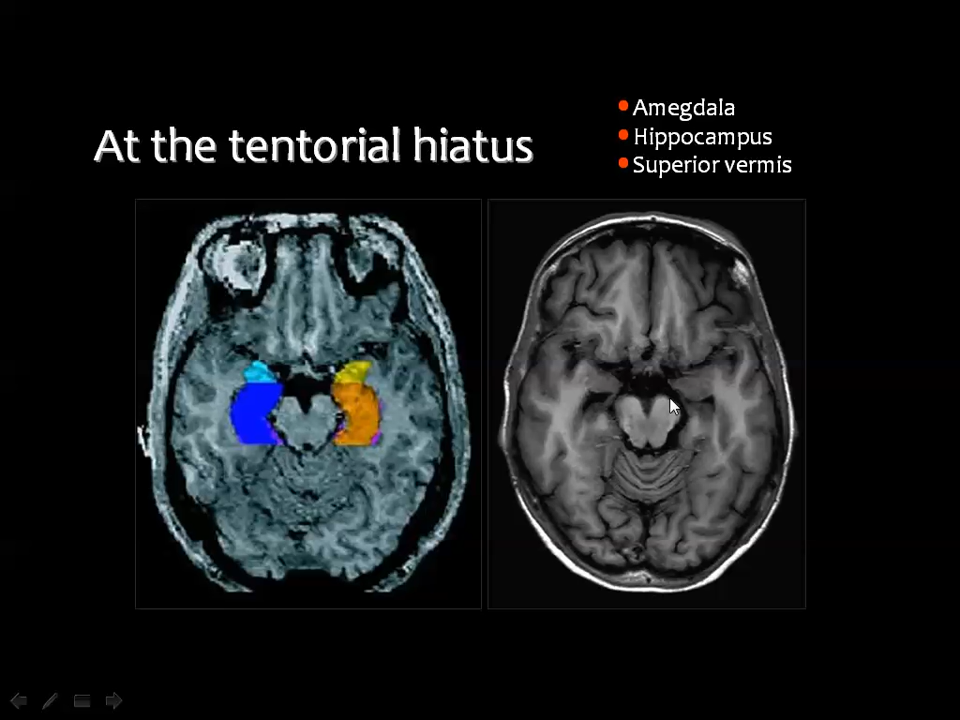 At the tentorial hiatus
Amegdala
Hippocampus
Superior vermis